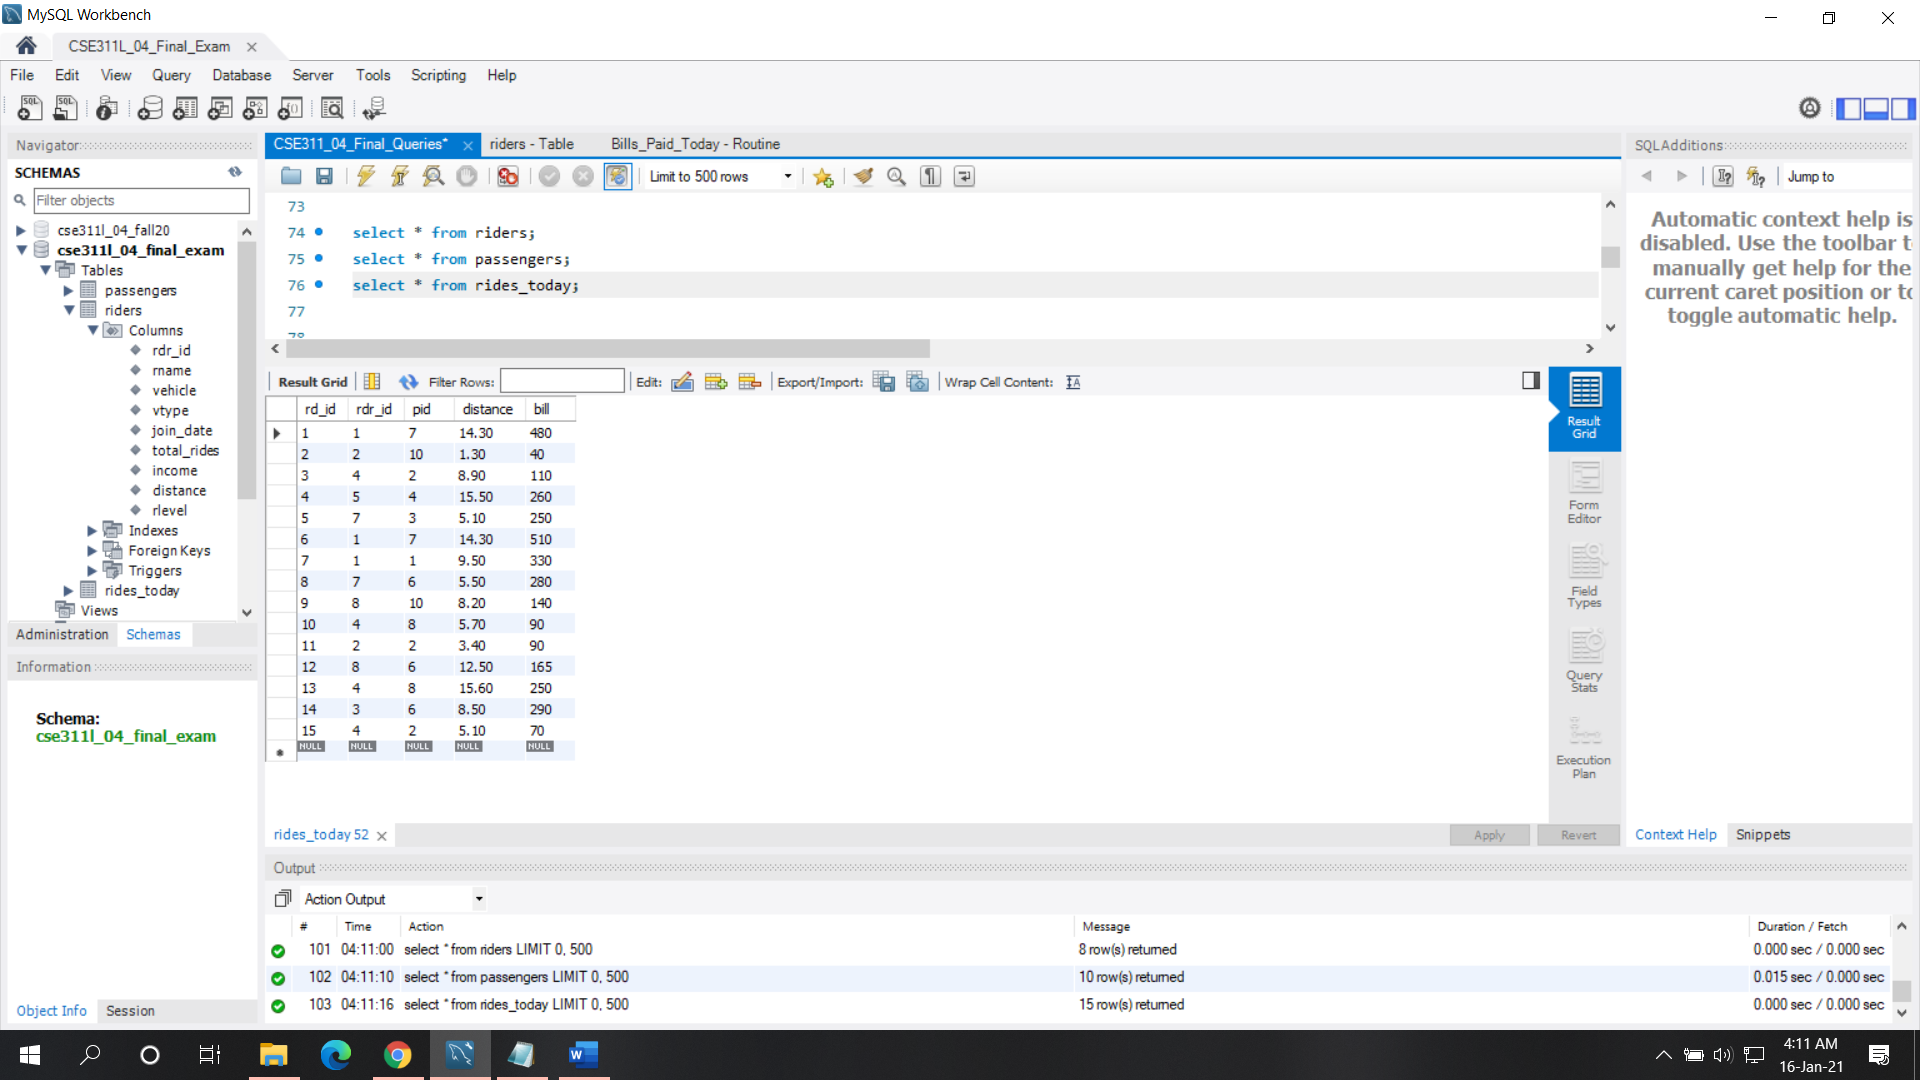 MySQL Workbench
CSE311L_04_Final_Exam
File Edit View Query Database Server Tools Scripting Help
Navigator
SCHEMAS
Filter objects
cse311l_04_fall20
cse311l_04_final_exam
Tables
passengers
riders
Columns
rdr_id
rname
vehicle
vtype
join_date
total_rides
income
distance
rlevel
Indexes
Foreign Keys
Triggers
rides_today
Views
Administration Schemas
Information
Schema:
cse311l_04_final_exam
Object Info Session
CSE311_04_Final_Queries* riders - Table Bills_Paid_Today - Routine
Limit to 500 rows
73
74 select * from riders;
75 select * from passengers;
76 select * from rides_today;
77
78
Result Grid Filter Rows: Edit: Export/Import: Wrap Cell Content:
rd_id rdr_id pid distance bill
1 1 7 14.30 480
2 2 10 1.30 40
3 4 2 8.90 110
4 5 4 15.50 260
5 7 3 5.10 250
6 1 7 14.30 510
7 1 1 9.50 330
8 7 6 5.50 280
9 8 10 8.20 140
10 4 8 5.70 90
11 2 2 3.40 90
12 8 6 12.50 165
13 4 8 15.60 250
14 3 6 8.50 290
15 4 2 5.10 70
NULL NULL NULL NULL NULL
Result
Grid
Form
Editor
Field
Types
Query
Stats
Execution
Plan
rides_today 52
Apply Revert
Output
Action Output
# Time Action Message Duration / Fetch
101 04:11:00 select * from riders LIMIT 0, 500 8 row(s) returned 0.000 sec / 0.000 sec
102 04:11:10 select * from passengers LIMIT 0, 500 10 row(s) returned 0.015 sec / 0.000 sec
103 04:11:16 select * from rides_today LIMIT 0, 500 15 row(s) returned 0.000 sec / 0.000 sec
SQLAdditions
Jump to
Automatic context help is
disabled. Use the toolbar t
manually get help for the
current caret position or to
toggle automatic help.
Context Help Snippets
4:11 AM
16-Jan-21